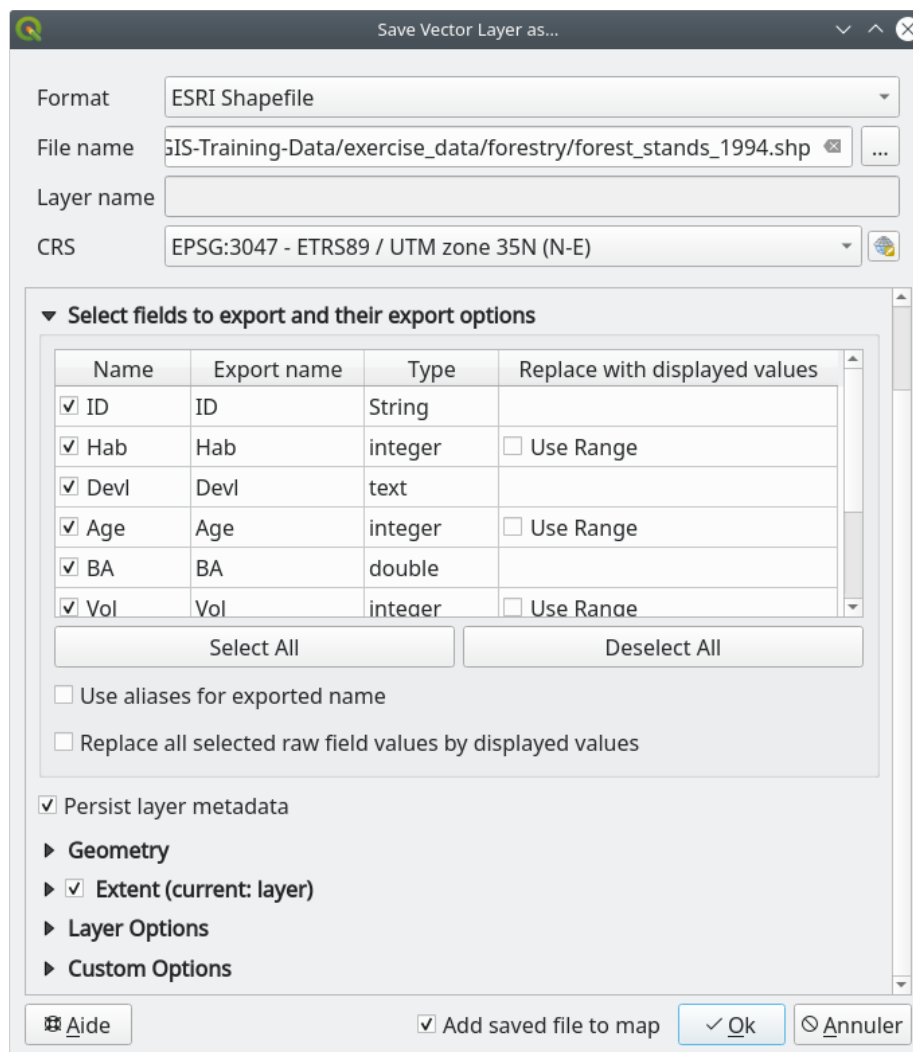 Save Vector Layer as...
Format ESRI Shapefile
File name GIS-Training-Data/exercise_data/forestry/forest_stands_1994.shp ...
Layer name
CRS EPSG:3047 - ETRS89 / UTM zone 35N (N-E)
Select fields to export and their export options
Name Export name Type Replace with displayed values
ID ID String
Hab Hab integer Use Range
Devl Devl text
Age Age integer Use Range
BA BA double
Vol Vol integer Use Range
Select All Deselect All
Use aliases for exported name
Replace all selected raw field values by displayed values
Persist layer metadata
Geometry
Extent (current: layer)
Layer Options
Custom Options
Aide Add saved file to map Ok Annuler